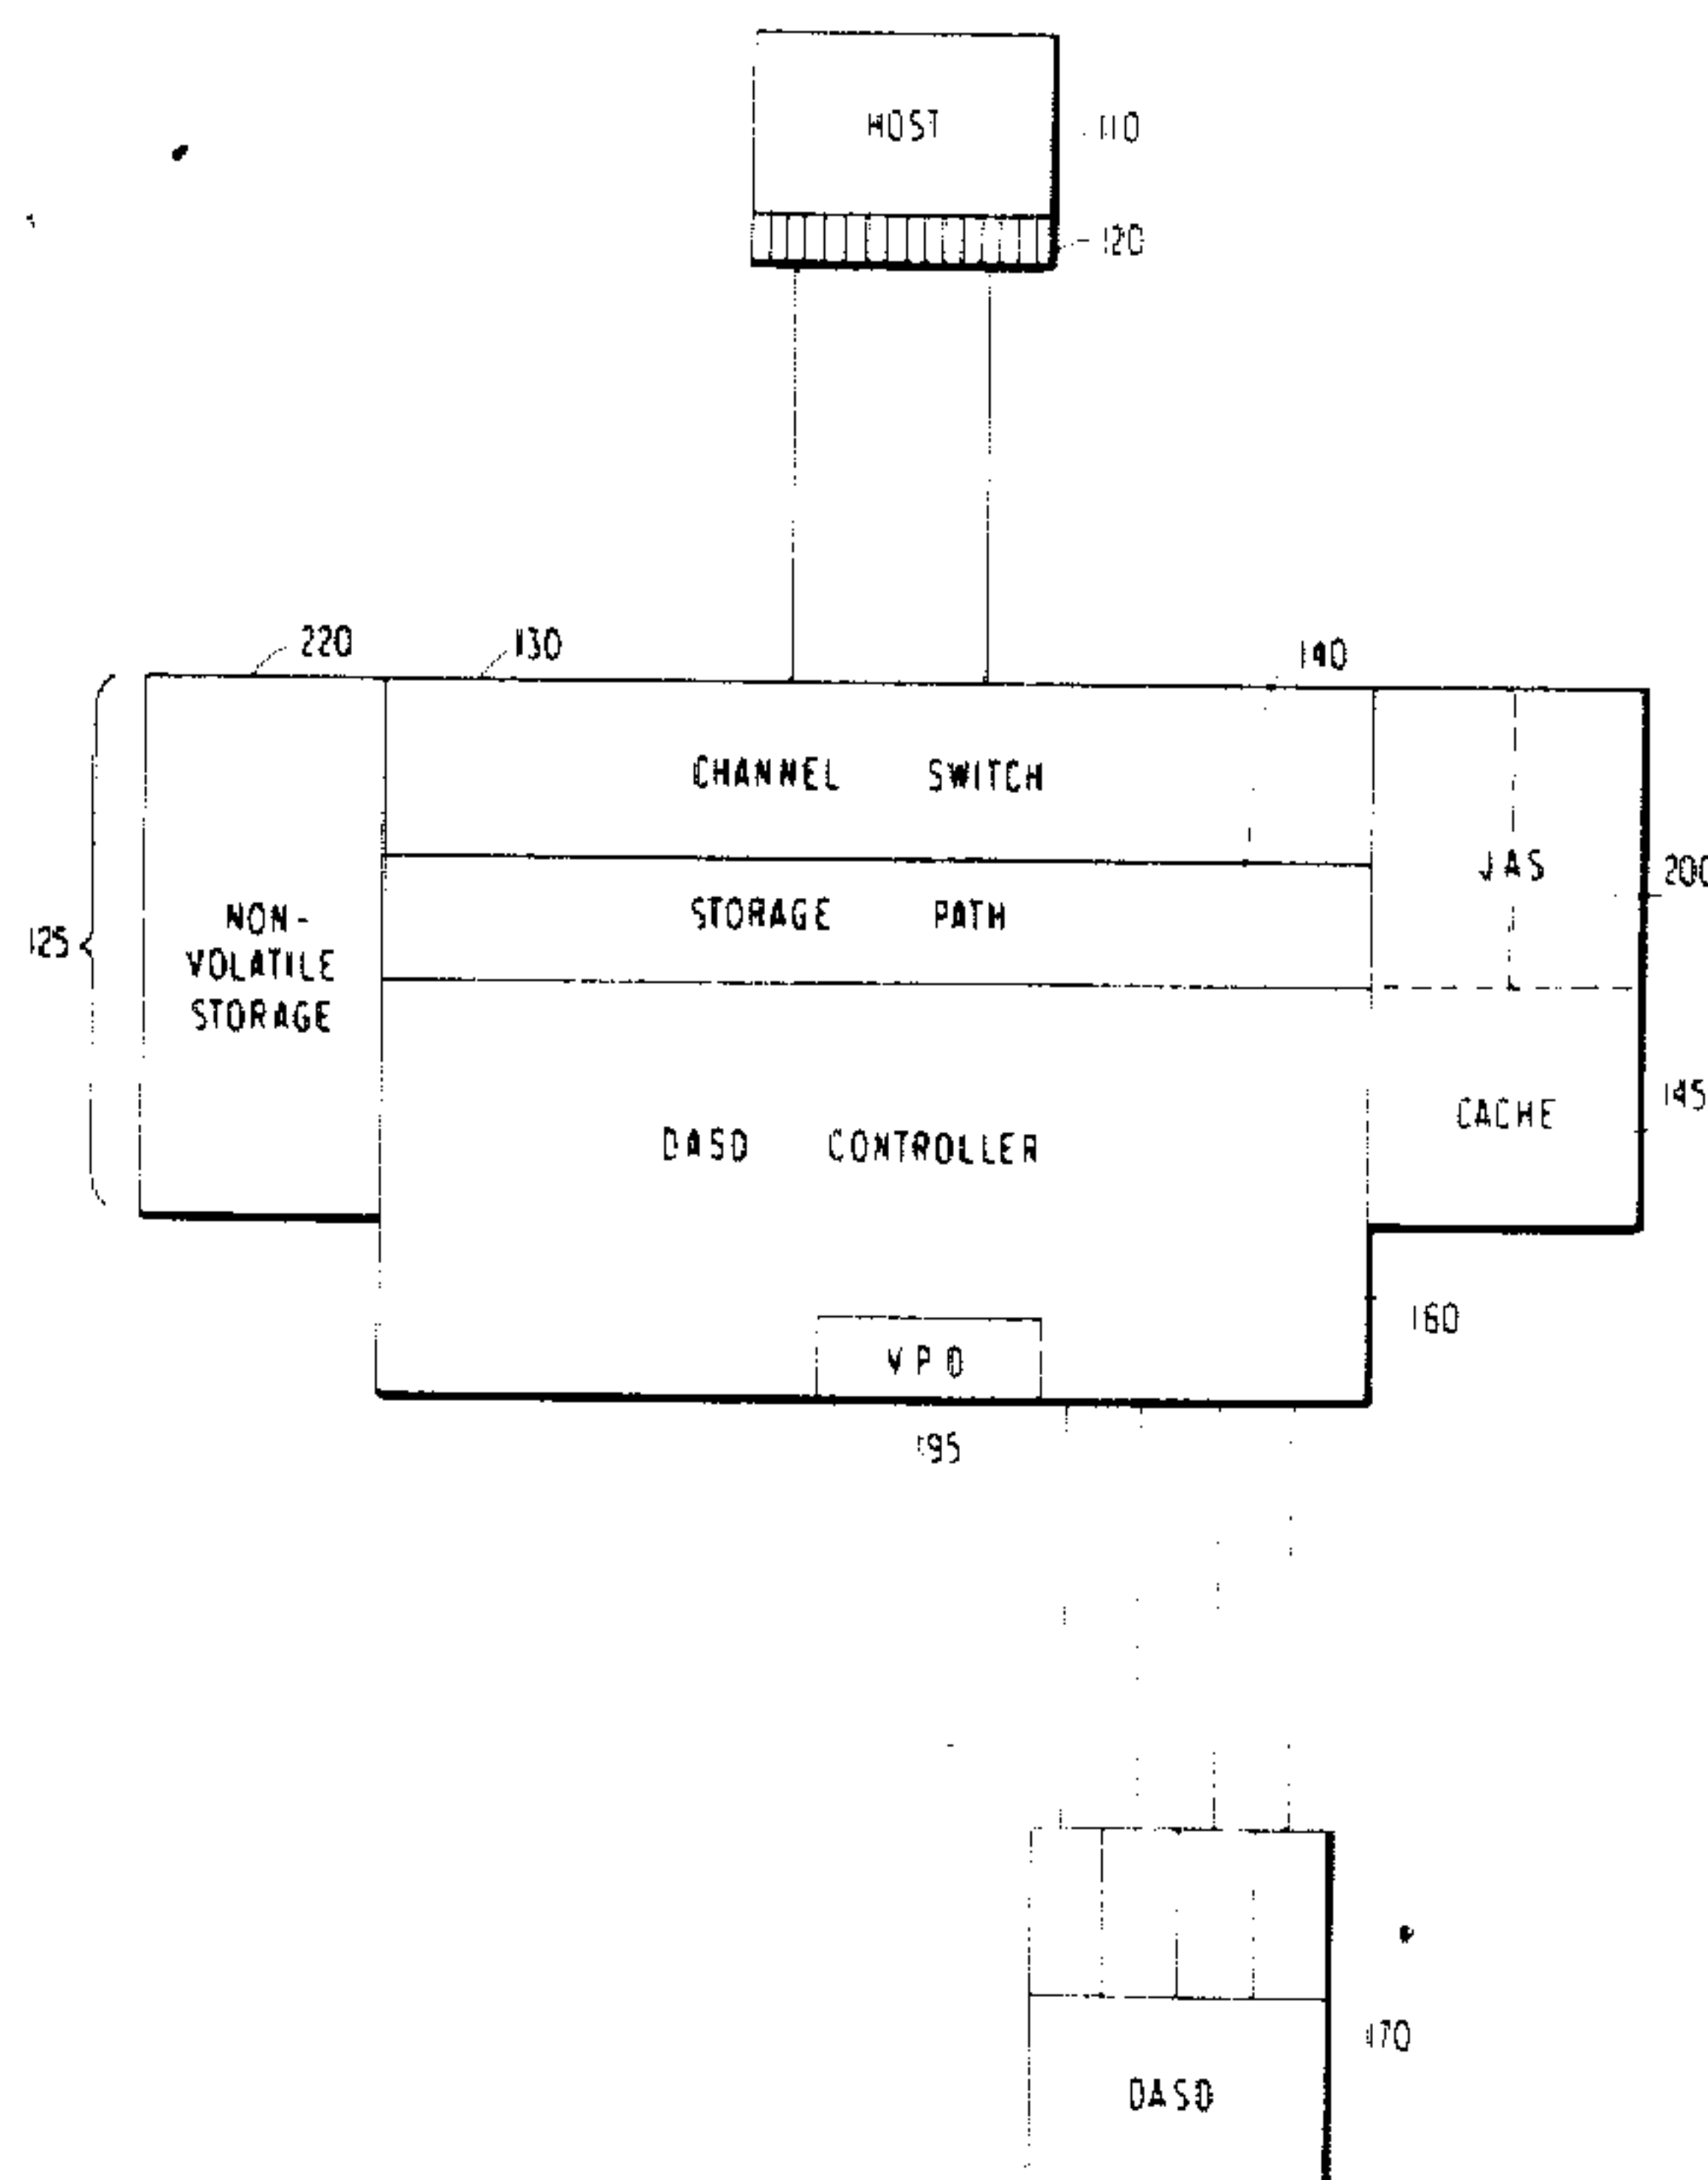 HOST
110
120
220
130
140
CHANNEL SWITCH
JAS
200
STORAGE PATH
NON-
VOLATILE
STORAGE
125
145
CACHE
DASD CONTROLLER
160
VPD
195
170
DASD